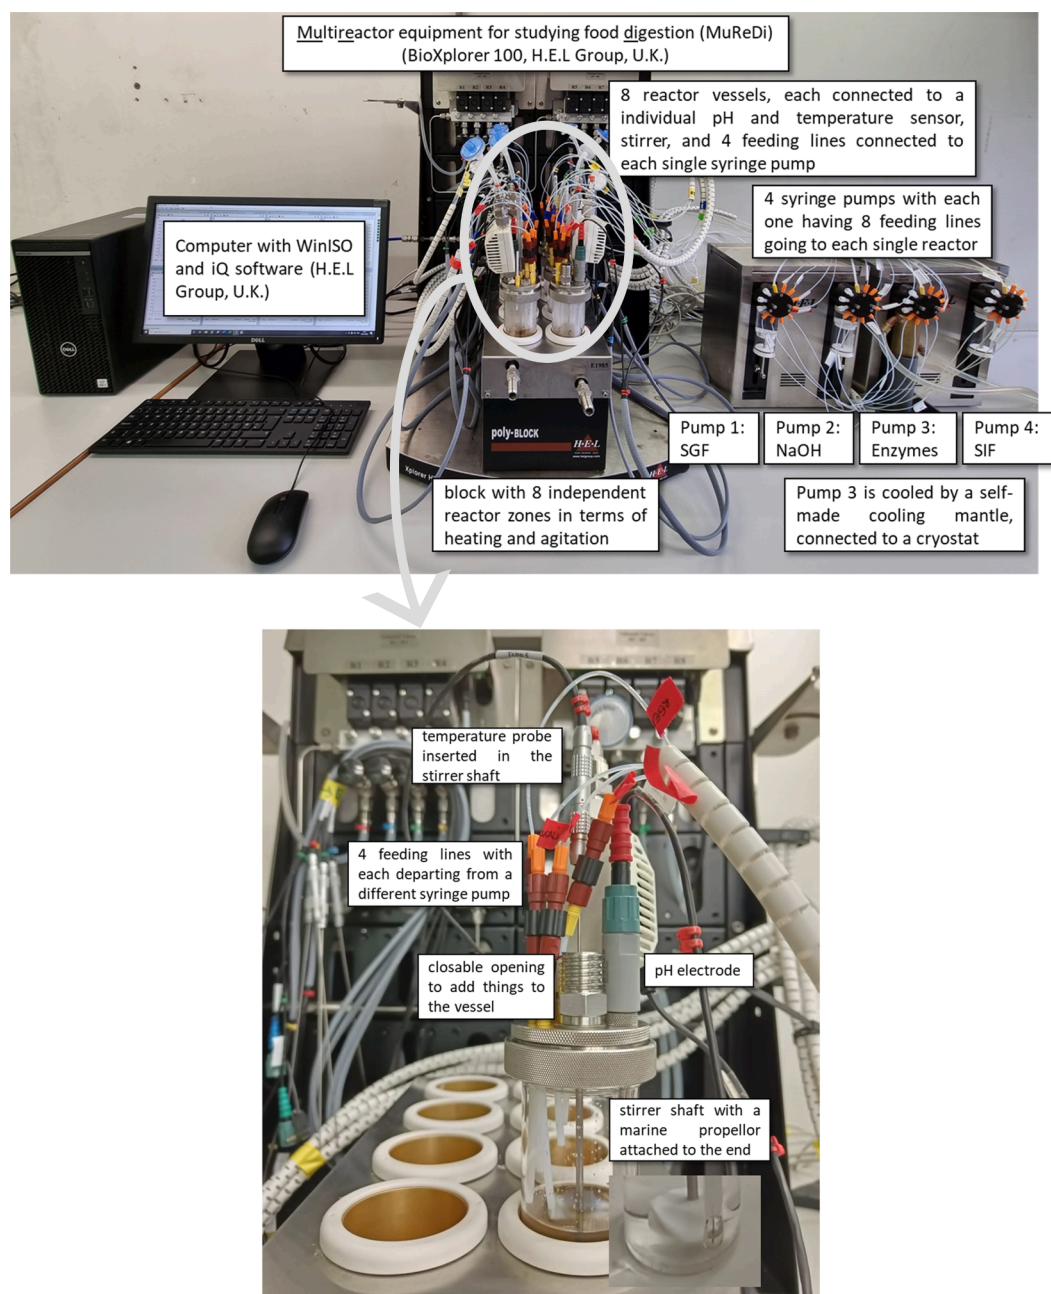 Multireactor equipment for studying food digestion (MuReDi)
(BioXplorer 100, H.E.L Group, U.K.)
8 reactor vessels, each connected to a
individual pH and temperature sensor,
stirrer, and 4 feeding lines connected to
each single syringe pump
4 syringe pumps with each
one having 8 feeding lines
going to each single reactor
Computer with WinISO
and iQ software (H.E.L
Group, U.K.)
DELL
DELL
E1985
poly-BLOCK
H·E·L
Pump 1:
SGF
Pump 2:
NaOH
Pump 3:
Enzymes
Pump 4:
SIF
block with 8 independent
reactor zones in terms of
heating and agitation
Pump 3 is cooled by a self-
made cooling mantle,
connected to a cryostat
temperature probe
inserted in the
stirrer shaft
4 feeding lines with
each departing from a
different syringe pump
closable opening
to add things to
the vessel
pH electrode
stirrer shaft with a
marine propellor
attached to the end